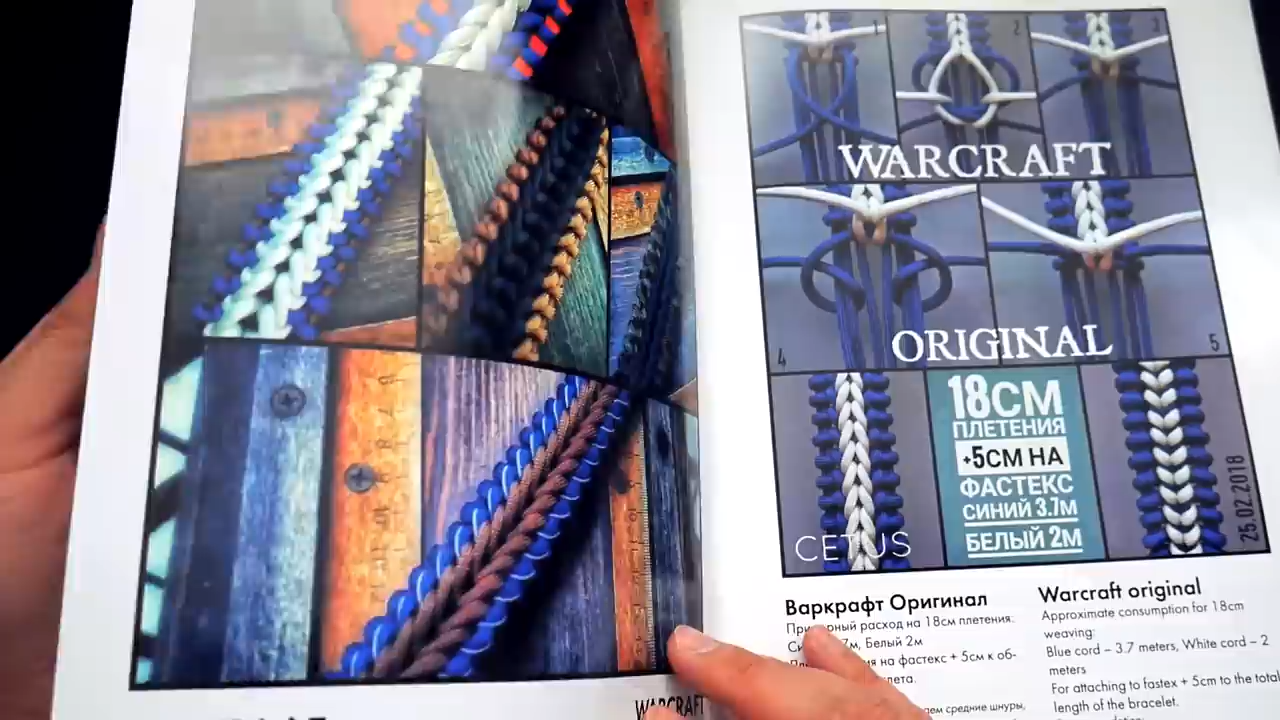 1
2
3
WARCRAFT
4
ORIGINAL
5
18СМ
ПЛЕТЕНИЯ
+5СМ НА
ФАСТЕКС
СИНИЙ 3.7М
БЕЛЫЙ 2М
CETUS
25.02.2018
Варкрафт Оригинал
расход на 18см плетения:
Белый 2м
на фастекс + 5см к об-
средние шнуры,
Warcraft original
Approximate consumption for 18cm
weaving:
Blue cord – 3.7 meters, White cord – 2
meters
For attaching to fastex + 5cm to the total
length of the bracelet.
WARCRAFT